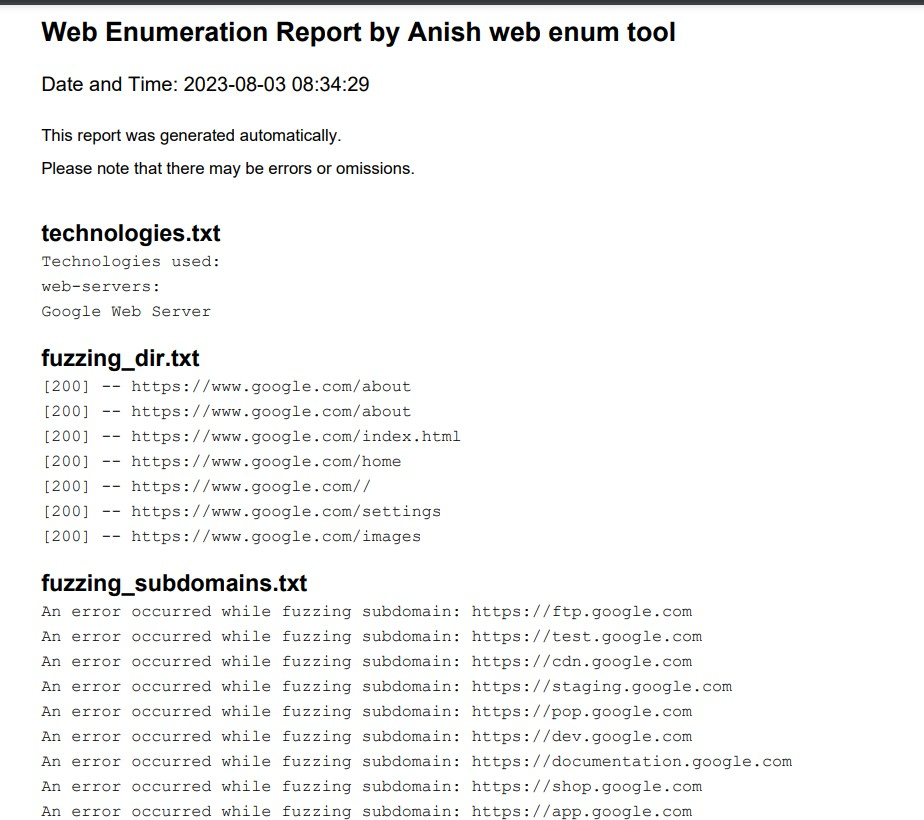 Web Enumeration Report by Anish web enum tool
Date and Time: 2023-08-03 08:34:29
This report was generated automatically.
Please note that there may be errors or omissions.
technologies.txt
Technologies used:
web-servers:
Google Web Server
fuzzing_dir.txt
[200] -- https://www.google.com/about
[200] -- https://www.google.com/about
[200] -- https://www.google.com/index.html
[200] -- https://www.google.com/home
[200] -- https://www.google.com//
[200] -- https://www.google.com/settings
[200] -- https://www.google.com/images
fuzzing_subdomains.txt
An error occurred while fuzzing subdomain: https://ftp.google.com
An error occurred while fuzzing subdomain: https://test.google.com
An error occurred while fuzzing subdomain: https://cdn.google.com
An error occurred while fuzzing subdomain: https://staging.google.com
An error occurred while fuzzing subdomain: https://pop.google.com
An error occurred while fuzzing subdomain: https://dev.google.com
An error occurred while fuzzing subdomain: https://documentation.google.com
An error occurred while fuzzing subdomain: https://shop.google.com
An error occurred while fuzzing subdomain: https://app.google.com